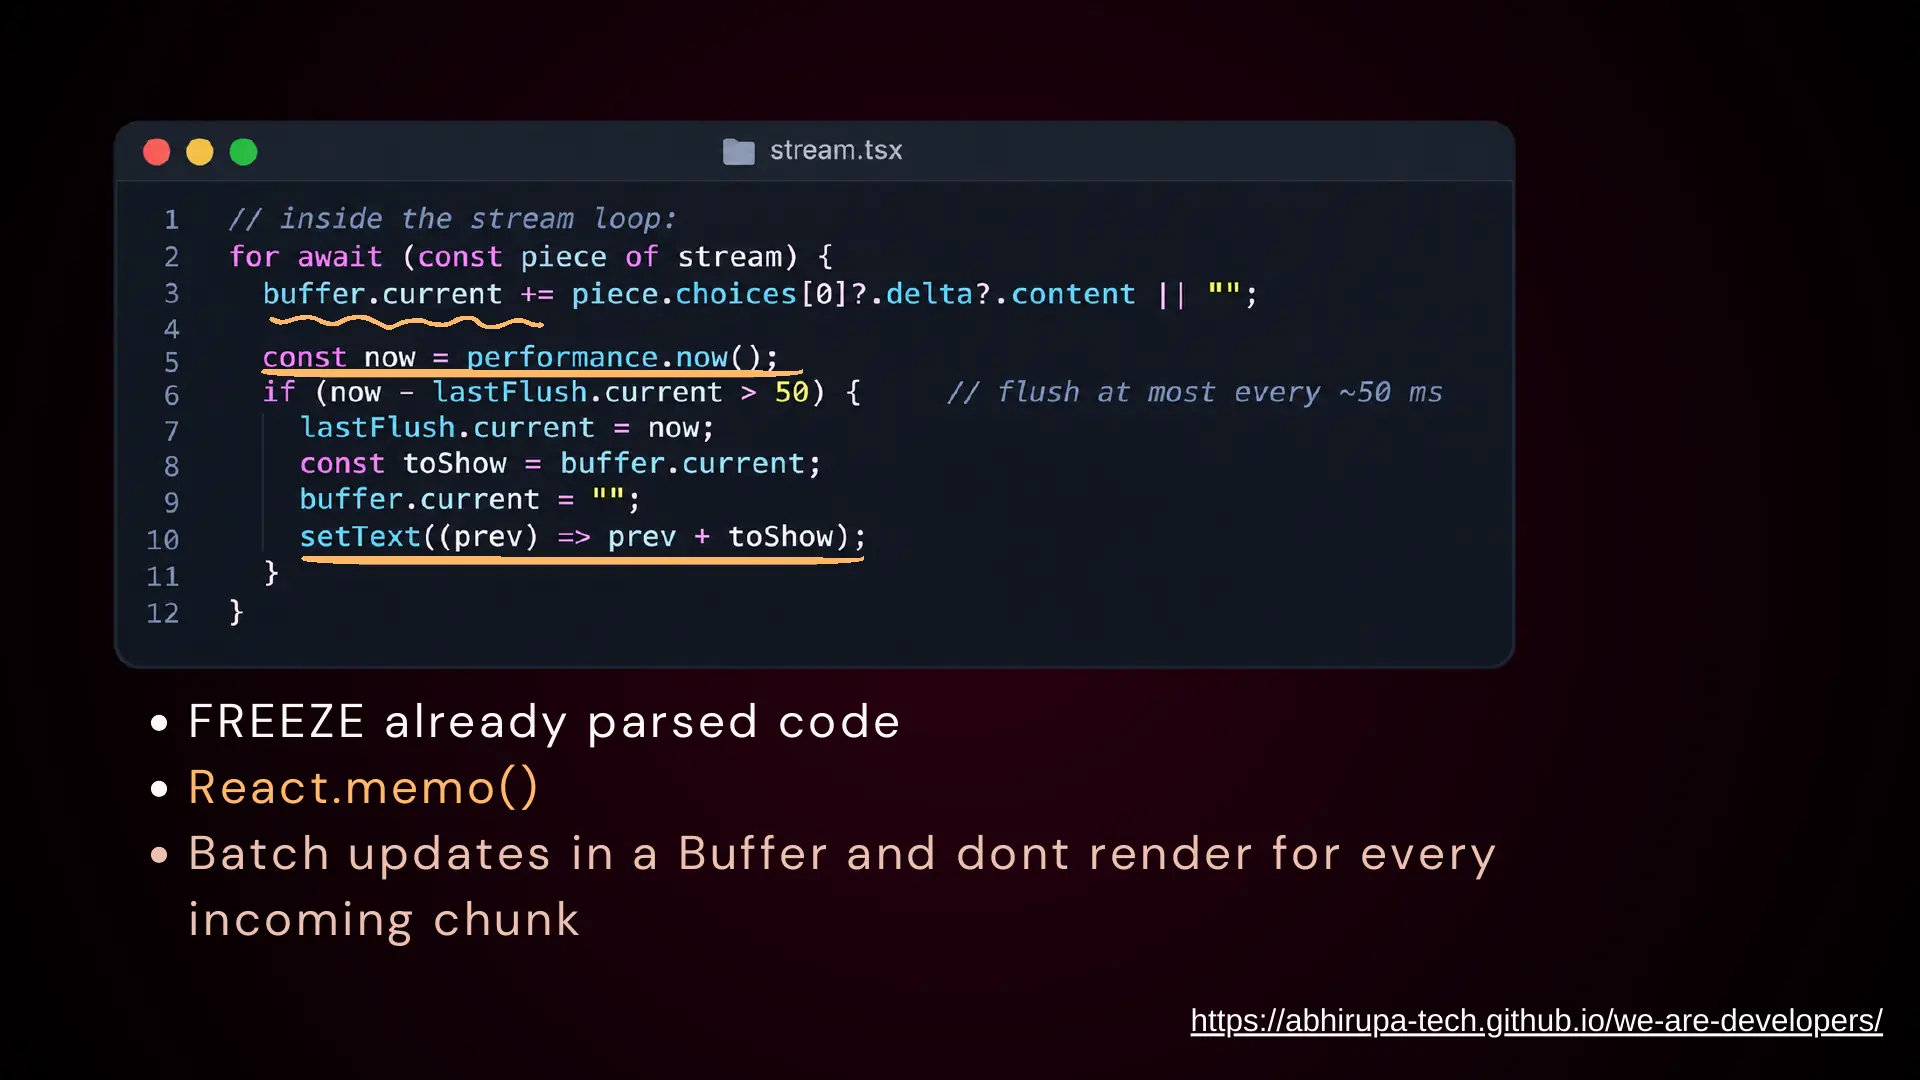 stream.tsx
1 // inside the stream loop:
2 for await (const piece of stream) {
3 buffer.current += piece.choices[0]?.delta?.content || "";
4
5 const now = performance.now();
6 if (now - lastFlush.current > 50) { // flush at most every ~50 ms
7 lastFlush.current = now;
8 const toShow = buffer.current;
9 buffer.current = "";
10 setText((prev) => prev + toShow);
11 }
12 }
• FREEZE already parsed code
• React.memo()
• Batch updates in a Buffer and dont render for every
incoming chunk
https://abhirupa-tech.github.io/we-are-developers/